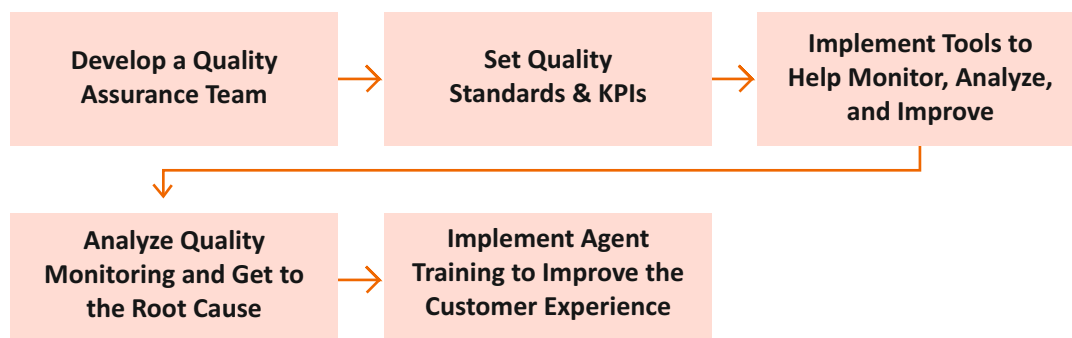 Develop a Quality
Assurance Team
Set Quality
Standards & KPIs
Implement Tools to
Help Monitor, Analyze,
and Improve
Analyze Quality
Monitoring and Get to
the Root Cause
Implement Agent
Training to Improve the
Customer Experience